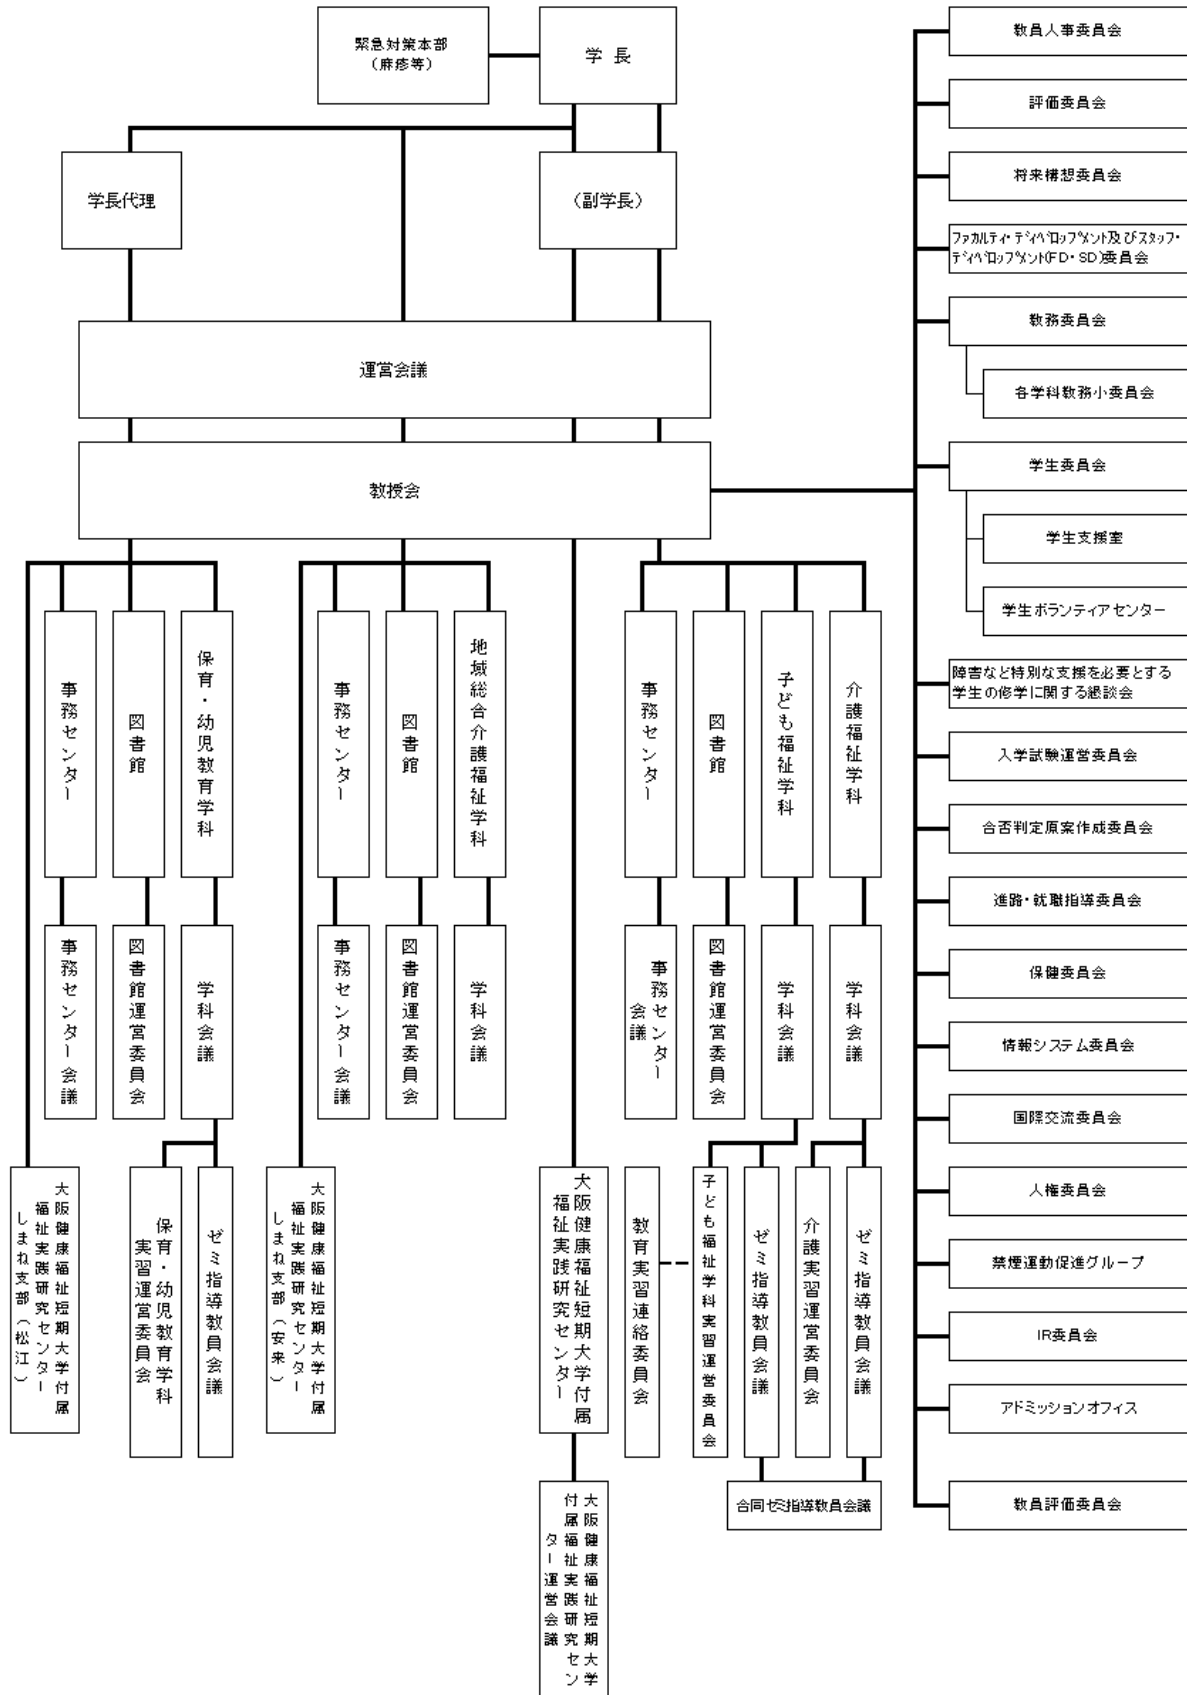 緊急対策本部
（麻疹等）
学 長
学長代理
（副学長）
運営会議
教授会
教員人事委員会
評価委員会
将来構想委員会
ファカルティ・ディベロップメント及びスタッフ・
ディベロップメント(FD・SD)委員会
教務委員会
各学科教務小委員会
学生委員会
学生支援室
学生ボランティアセンター
障害など特別な支援を必要とする
学生の修学に関する懇談会
入学試験運営委員会
合否判定原案作成委員会
進路・就職指導委員会
保健委員会
情報システム委員会
国際交流委員会
人権委員会
禁煙運動促進グループ
IR委員会
アドミッションオフィス
教員評価委員会
事務センター
図書館
保育・幼児教育学科
事務センター
図書館
地域総合介護福祉学科
事務センター
図書館
子ども福祉学科
介護福祉学科
事務センター会議
図書館運営委員会
学科会議
事務センター会議
図書館運営委員会
学科会議
事務センター
会議
図書館運営委員会
学科会議
学科会議
大阪健康福祉短期大学付属
福祉実践研究センター
しまね支部（松江）
保育・幼児教育学科
実習運営委員会
ゼミ指導教員会議
大阪健康福祉短期大学付属
福祉実践研究センター
しまね支部（安来）
大阪健康福祉短期大学付属
福祉実践研究センター
教育実習連絡委員会
子ども福祉学科実習運営委員会
ゼミ指導教員会議
介護実習運営委員会
ゼミ指導教員会議
合同ゼミ指導教員会議
大阪健康福祉短期大学
付属福祉実践研究セン
ター運営会議